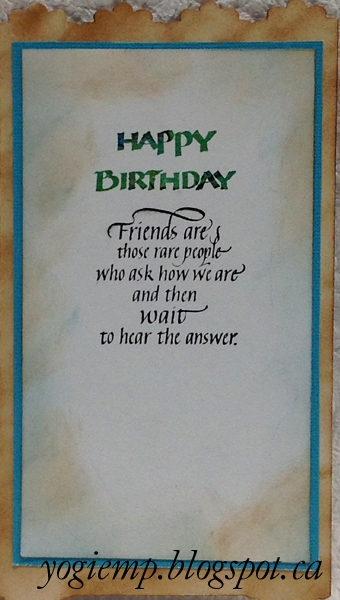 HAPPY
BIRTHDAY
Friends are
those rare people
who ask how we are
and then
wait
to hear the answer.
yogiemp.blogspot.ca